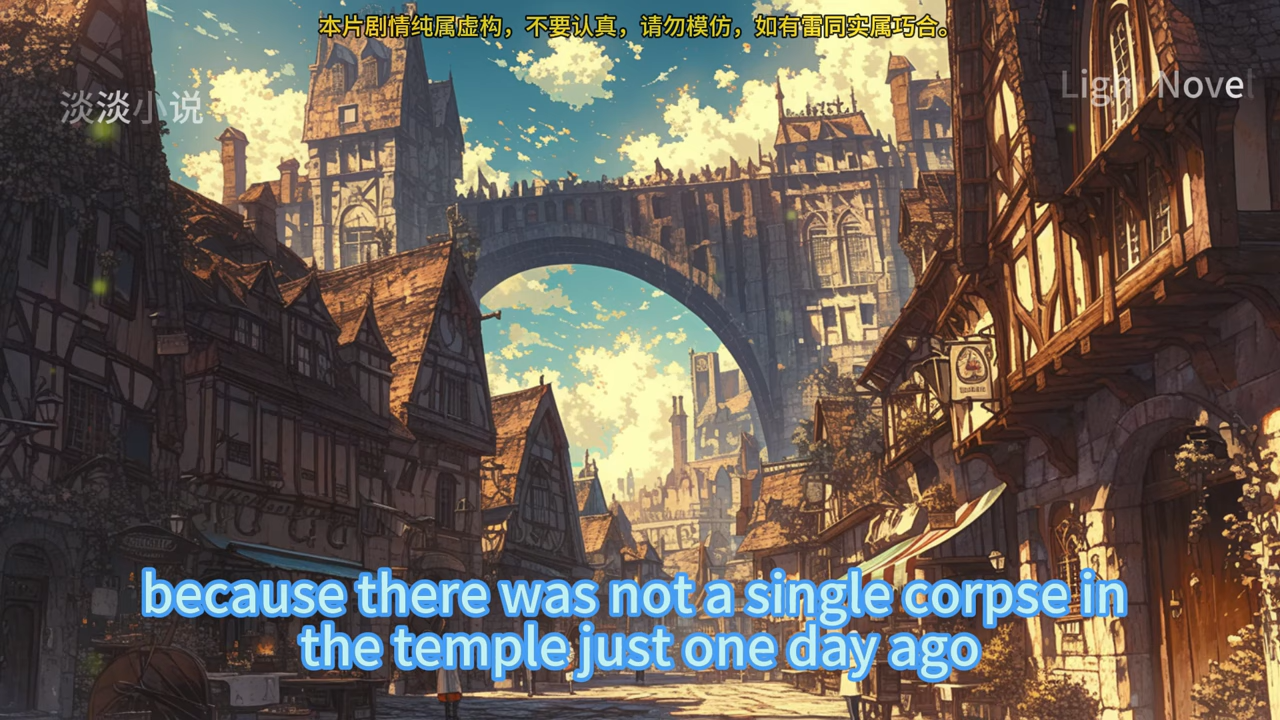 本片剧情纯属虚构，不要认真，请勿模仿，如有雷同实属巧合。
淡淡小说
Light Novel
because there was not a single corpse in
the temple just one day ago